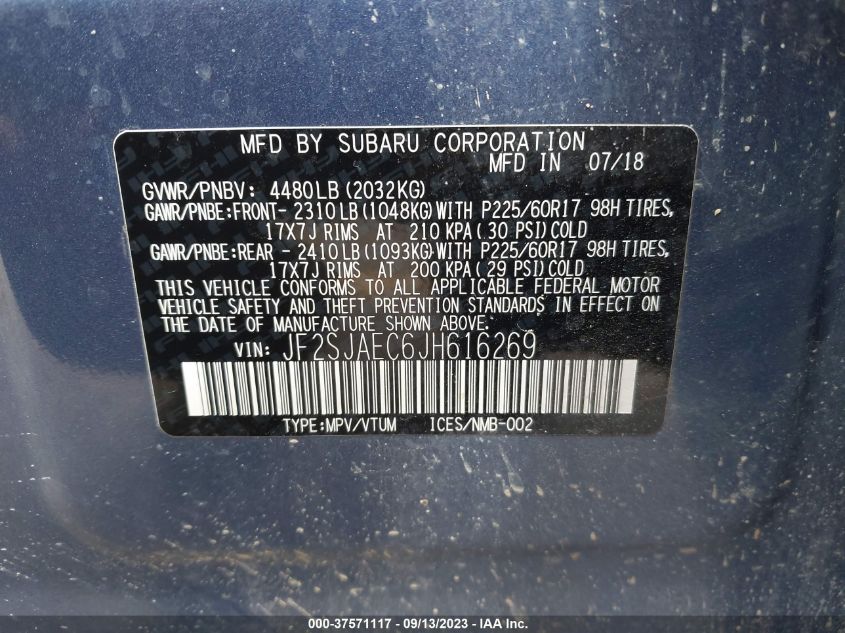 MFD BY SUBARU CORPORATION
MFD IN 07/18
GVWR/PNBV: 4480LB (2032KG)
GAWR/PNBE:FRONT- 2310LB (1048KG) WITH P225/60R17 98H TIRES,
17X7J RIMS AT 210 KPA ( 30 PSI) COLD
GAWR/PNBE:REAR - 2410LB (1093KG) WITH P225/60R17 98H TIRES,
17X7J RIMS AT 200 KPA ( 29 PSI) COLD
THIS VEHICLE CONFORMS TO ALL APPLICABLE FEDERAL MOTOR
VEHICLE SAFETY AND THEFT PREVENTION STANDARDS IN EFFECT ON
THE DATE OF MANUFACTURE SHOWN ABOVE.
VIN: JF2SJAEC6JH616269
TYPE:MPV/VTUM ICES/NMB-002
000-37571117 - 09/13/2023 - IAA Inc.